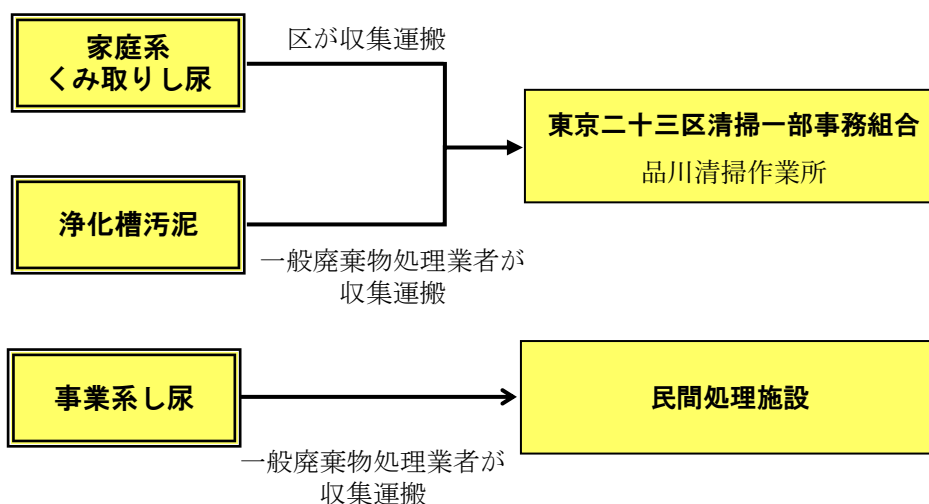 家庭系
くみ取りし尿
区が収集運搬
東京二十三区清掃一部事務組合
品川清掃作業所
浄化槽汚泥
一般廃棄物処理業者が
収集運搬
事業系し尿
民間処理施設
一般廃棄物処理業者が
収集運搬